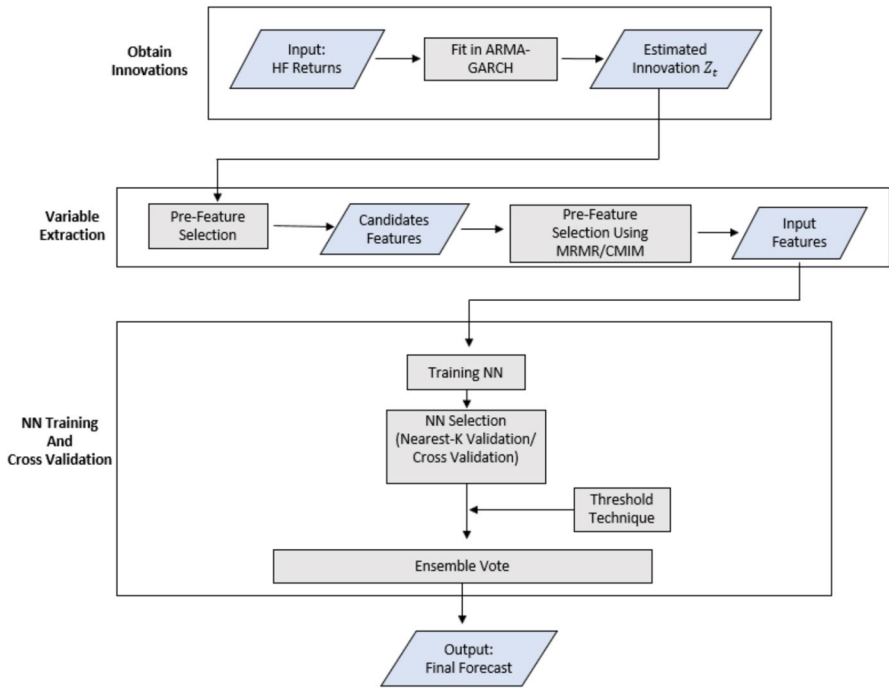 Obtain
Innovations
Input:
HF Returns
Fit in ARMA-
GARCH
Estimated
Innovation Z_t
Variable
Extraction
Pre-Feature
Selection
Candidates
Features
Pre-Feature
Selection Using
MRMR/CMIM
Input
Features
NN Training
And
Cross Validation
Training NN
NN Selection
(Nearest-K Validation/
Cross Validation)
Threshold
Technique
Ensemble Vote
Output:
Final Forecast